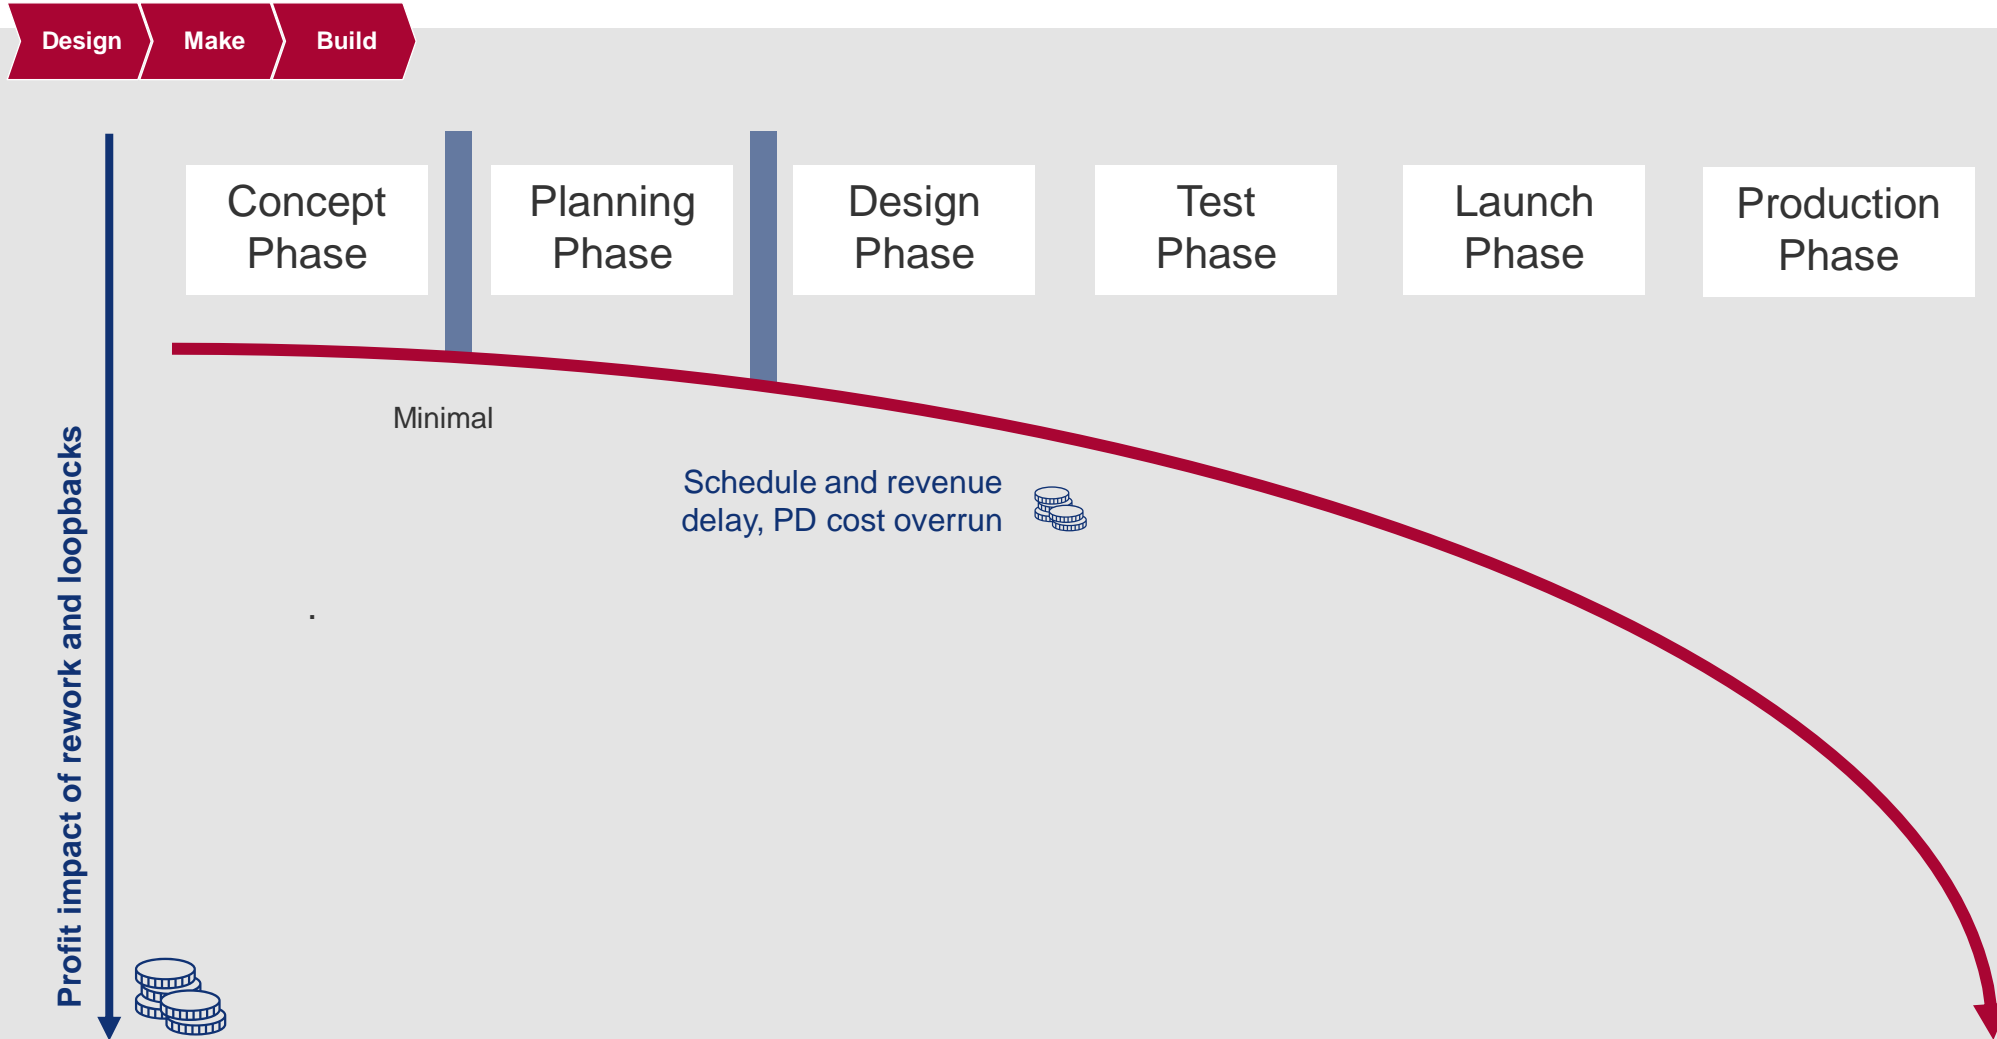 Design
Make
Build
Concept
Phase
Planning
Phase
Design
Phase
Test
Phase
Launch
Phase
Production
Phase
Minimal
Schedule and revenue
delay, PD cost overrun
.
Profit impact of rework and loopbacks